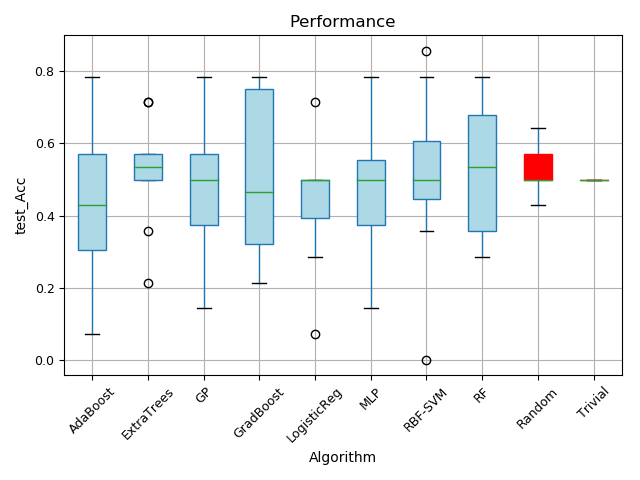 Performance
test_Acc
0.8
0.6
0.4
0.2
0.0
AdaBoost
ExtraTrees
GP
GradBoost
LogisticReg
MLP
RBF-SVM
RF
Random
Trivial
Algorithm